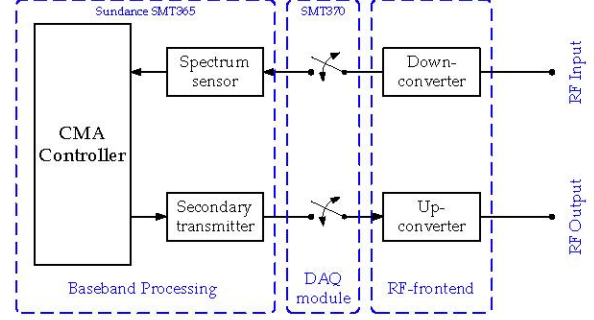 Sundance SMT365
SMT370
Spectrum
sensor
Down-
converter
RF Input
CMA
Controller
Secondary
transmitter
Up-
converter
RF Output
Baseband Processing
DAQ
module
RF-frontend